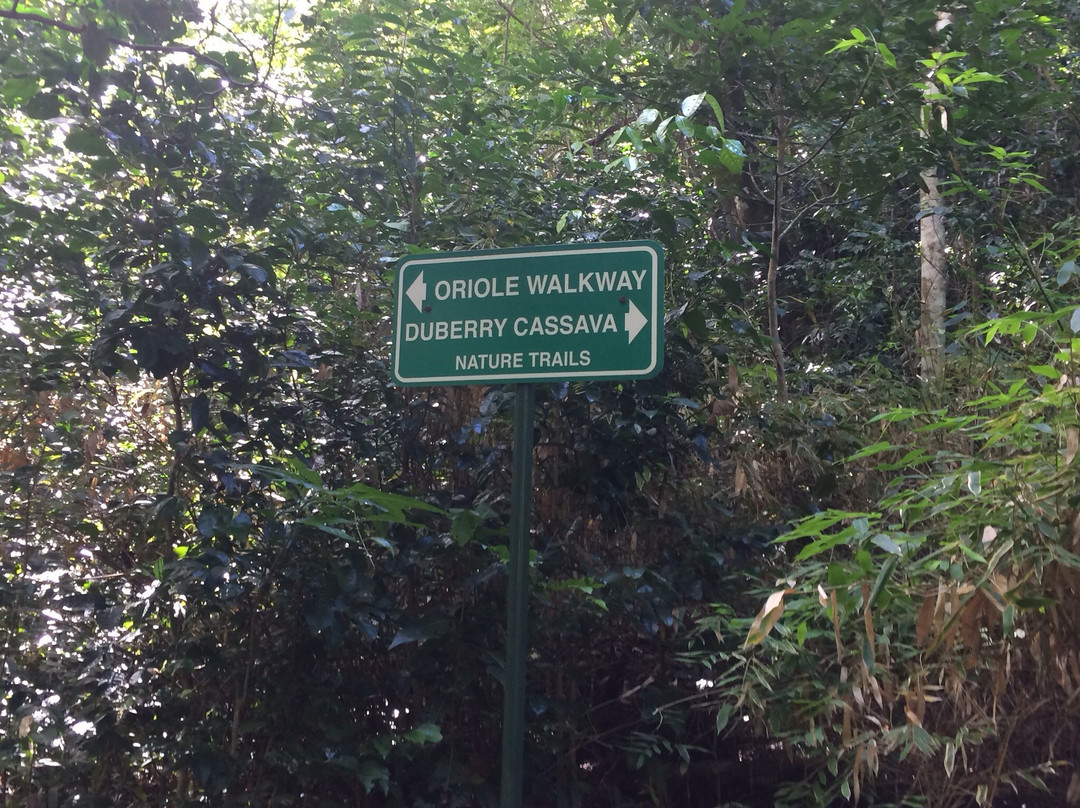 ORIOLE WALKWAY
DUBERRY CASSAVA
NATURE TRAILS